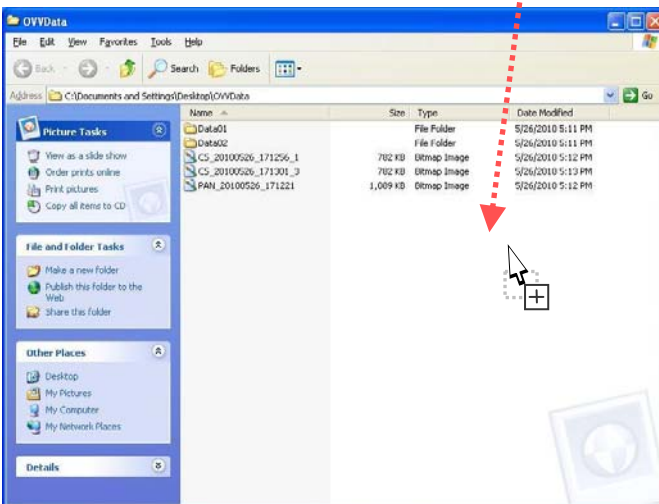 OVVData
File Edit View Favorites Tools Help
Back Search Folders
Address C:\Documents and Settings\Desktop\OVVData Go
Name Size Type Date Modified
Data01 File Folder 5/26/2010 5:11 PM
Data02 File Folder 5/26/2010 5:11 PM
CS_20100526_171256_1 702 KB Bitmap Image 5/26/2010 5:12 PM
CS_20100526_171301_3 702 KB Bitmap Image 5/26/2010 5:13 PM
PAN_20100526_171221 1,009 KB Bitmap Image 5/26/2010 5:12 PM
Picture Tasks
View as a slide show
Order prints online
Print pictures
Copy all items to CD
File and Folder Tasks
Make a new folder
Publish this folder to the
Web
Share this folder
Other Places
Desktop
My Pictures
My Computer
My Network Places
Details